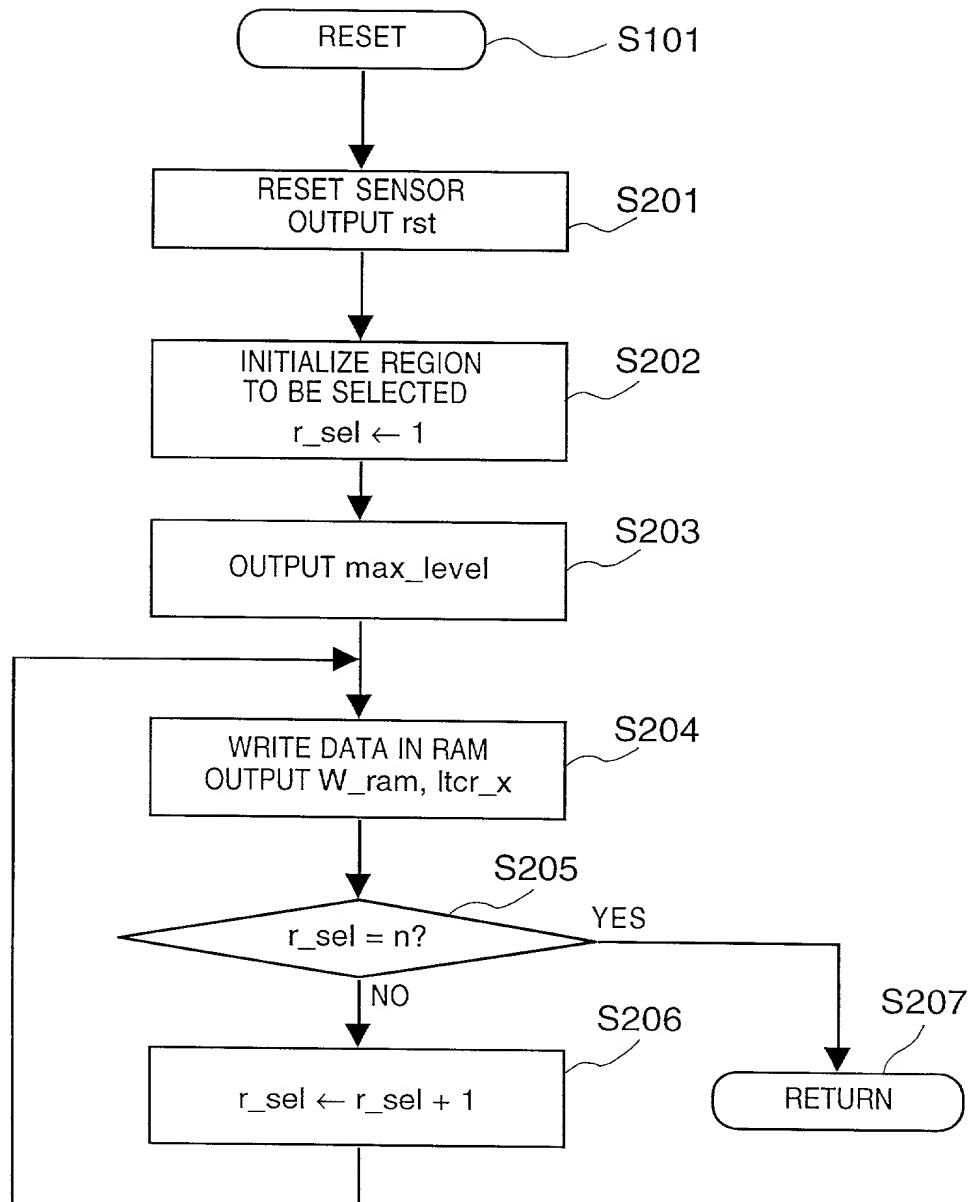 RESET
S101
RESET SENSOR
OUTPUT rst
S201
INITIALIZE REGION
TO BE SELECTED
r_sel ← 1
S202
OUTPUT max_level
S203
WRITE DATA IN RAM
OUTPUT W_ram, ltcr_x
S204
S205
r_sel = n?
YES
NO
S206
r_sel ← r_sel + 1
S207
RETURN